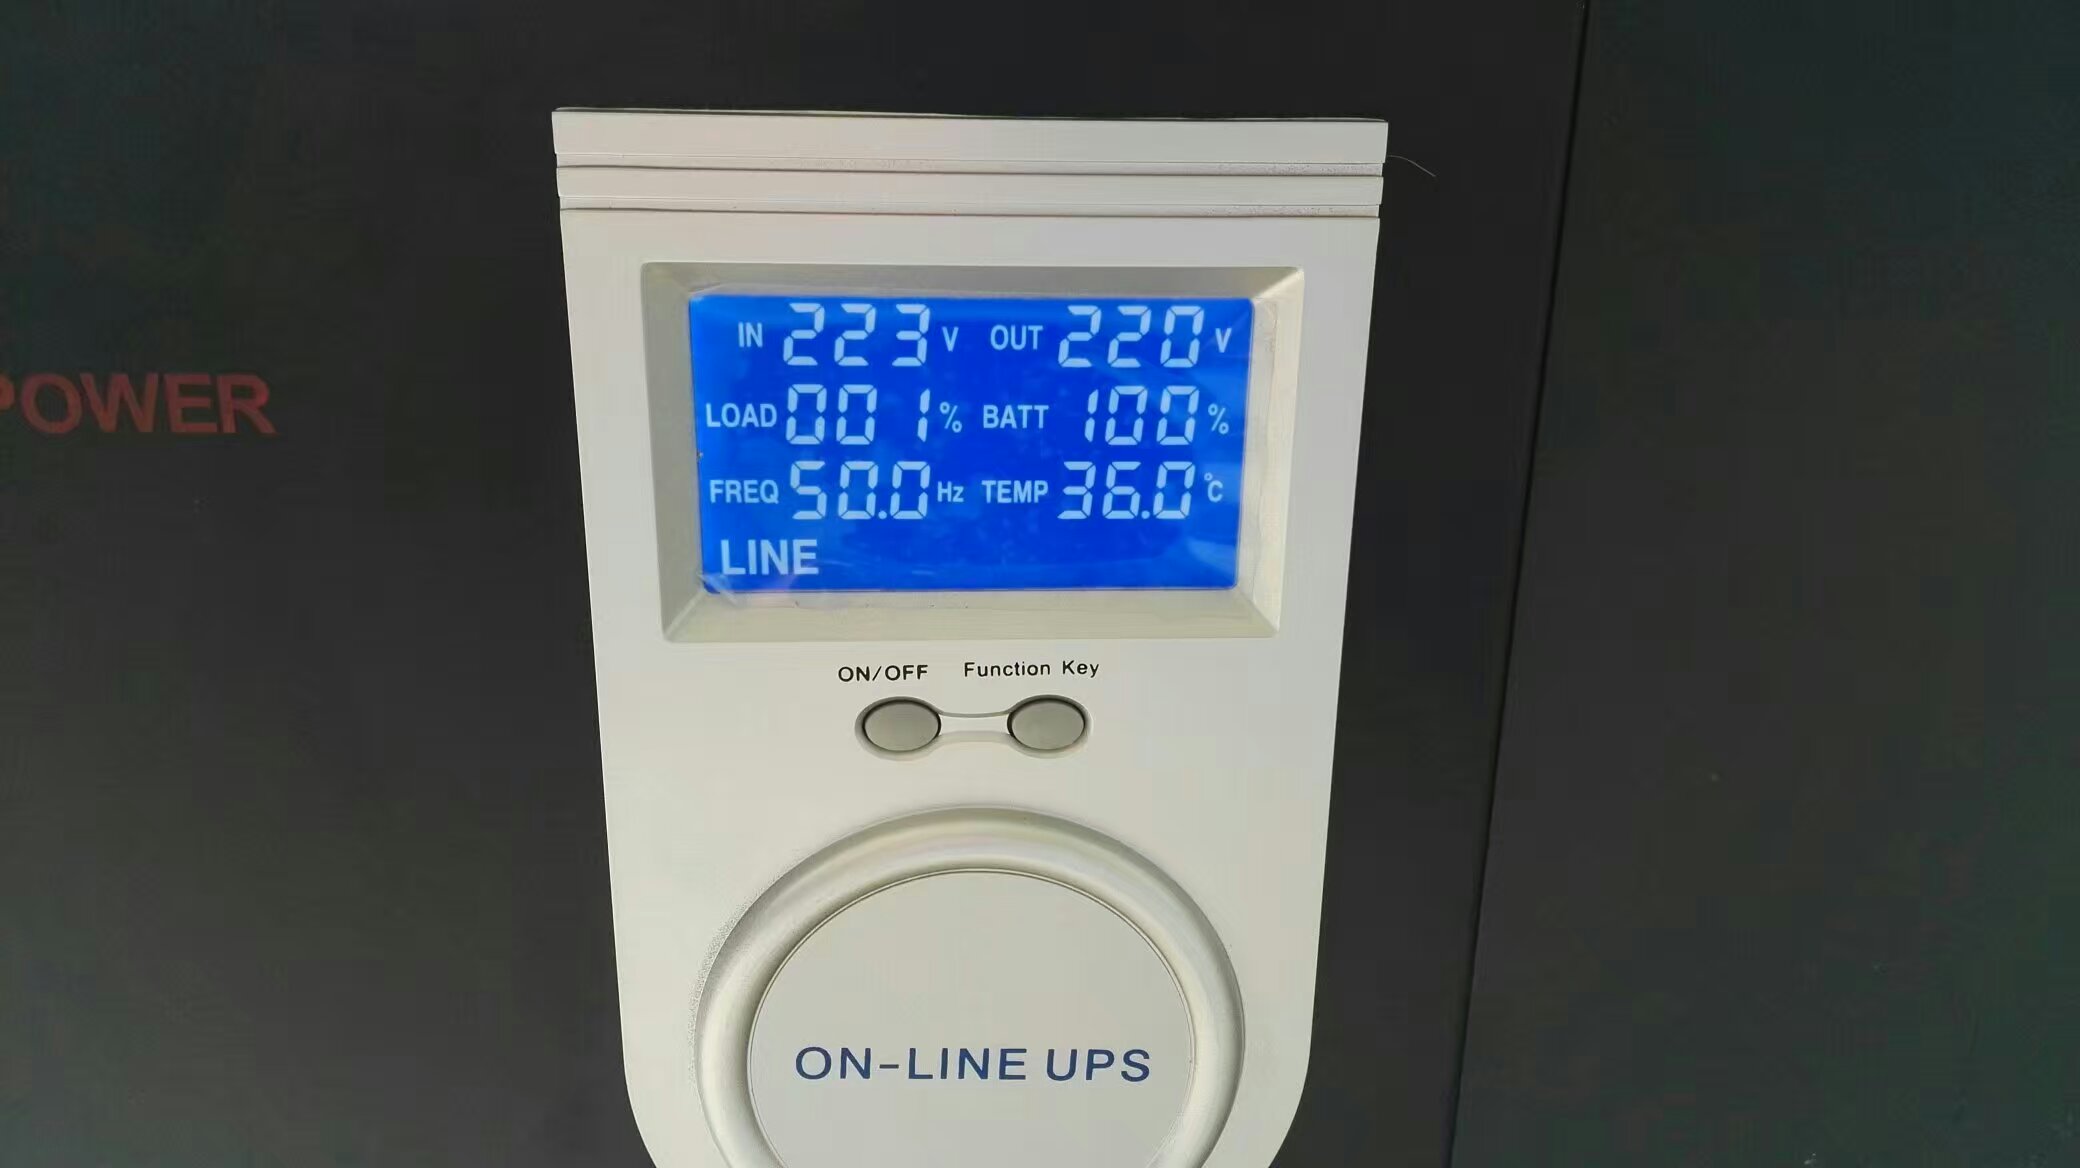 IN 223 V OUT 220 V
LOAD 001 % BATT 100 %
FREQ 50.0 Hz TEMP 36.0 °C
LINE
POWER
ON/OFF Function Key
ON-LINE UPS